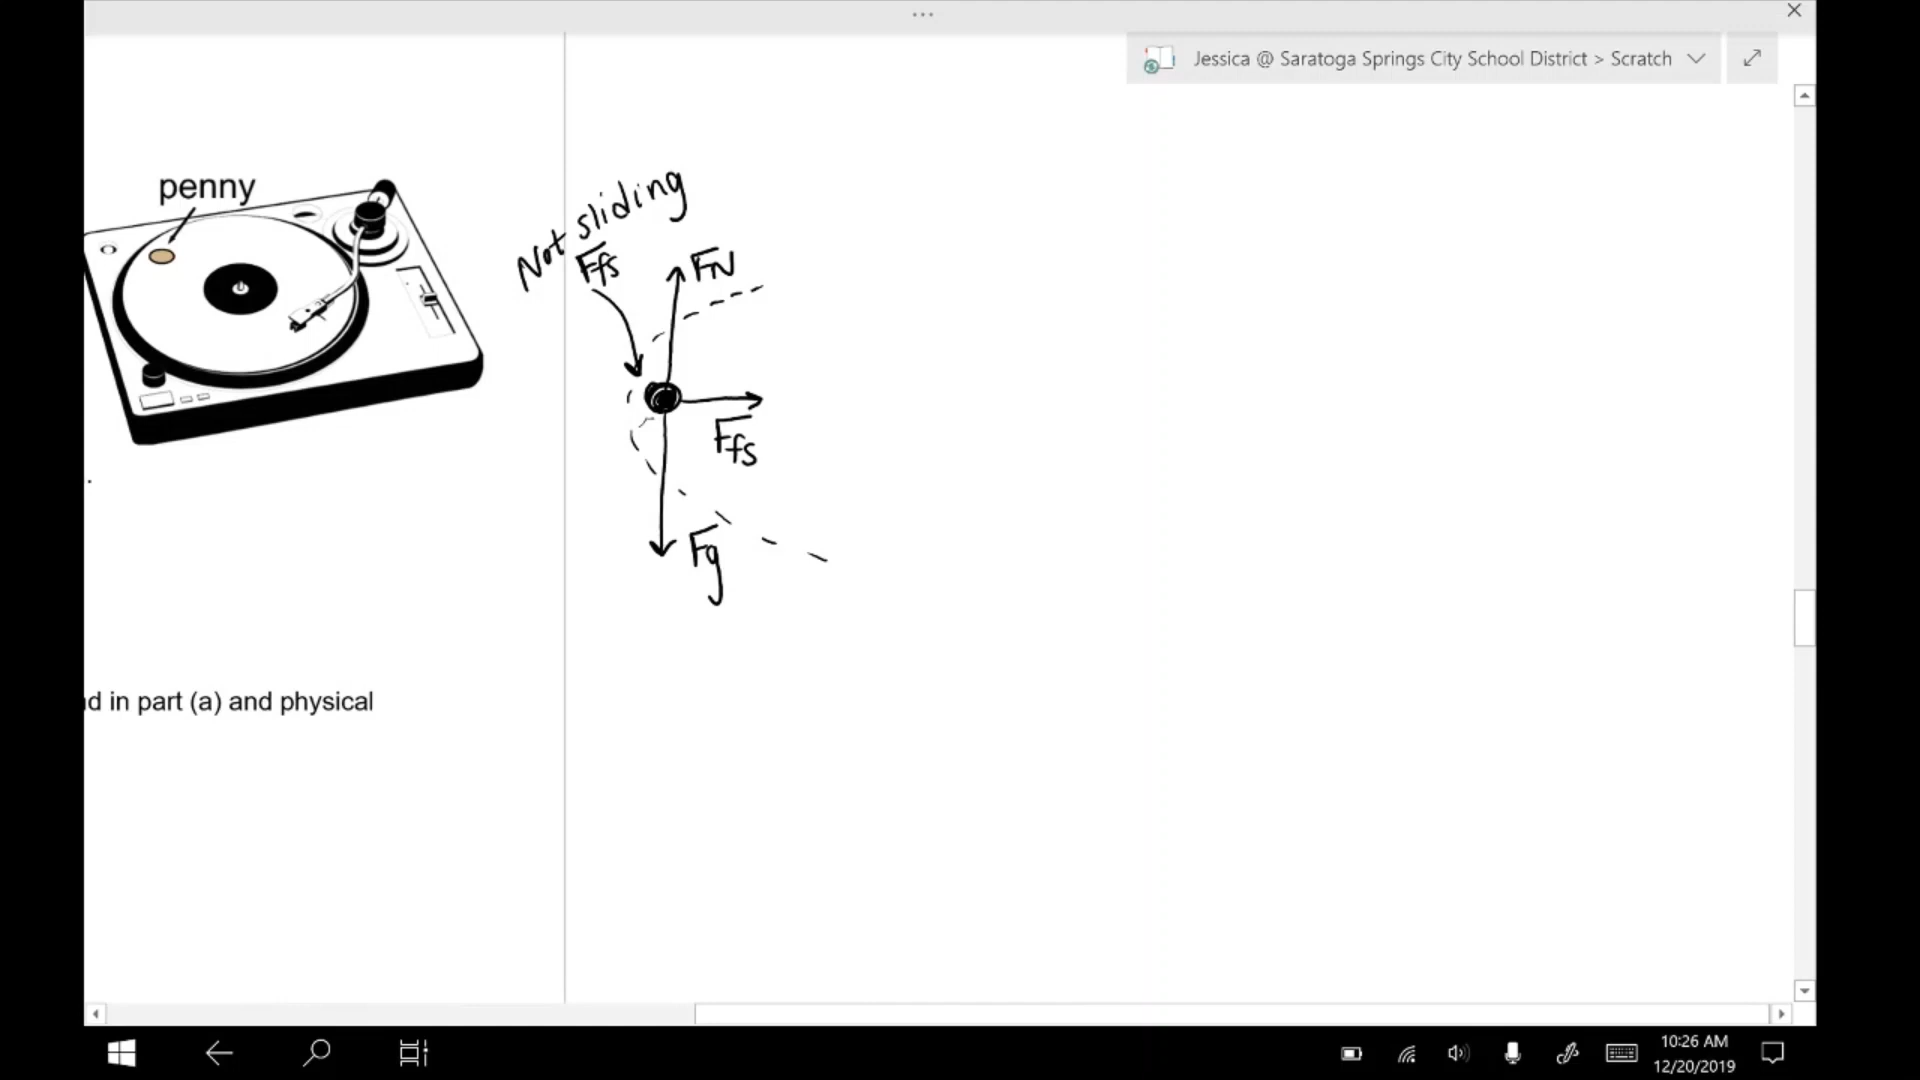 ...
Jessica @ Saratoga Springs City School District > Scratch
penny
Not sliding
Ffs
FN
Ffs
Fg
.
d in part (a) and physical
10:26 AM
12/20/2019